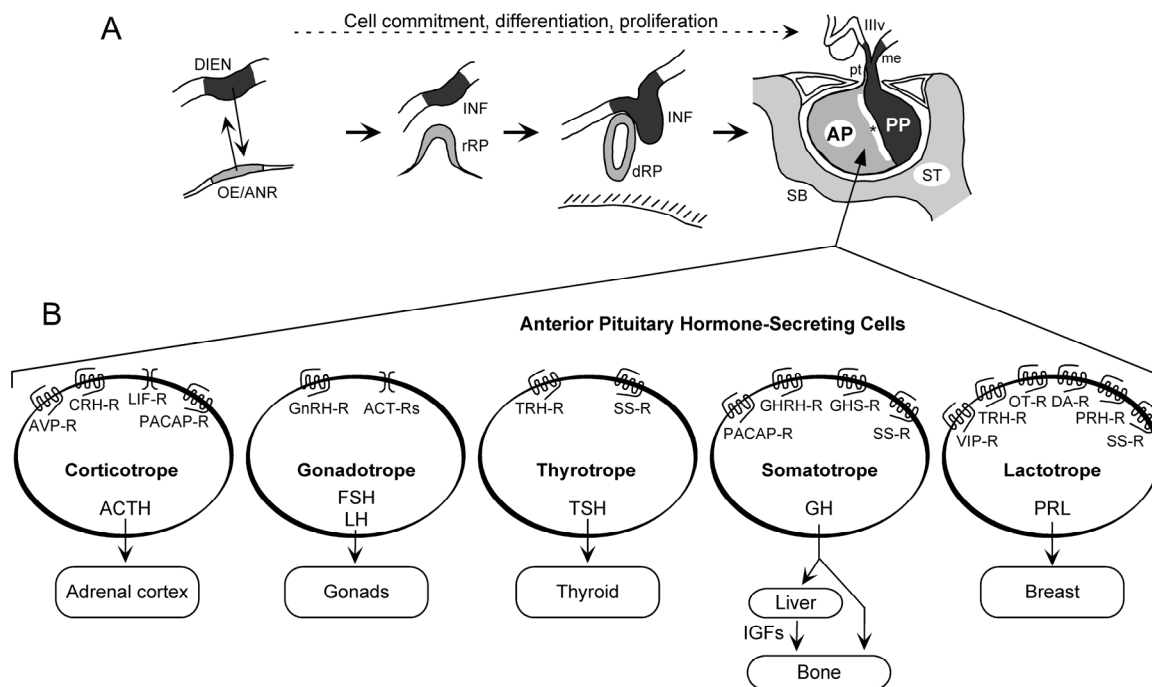 A
Cell commitment, differentiation, proliferation
DIEN
OE/ANR
INF
rRP
INF
dRP
IIIv
pt
me
AP
*
PP
SB
ST
B
Anterior Pituitary Hormone-Secreting Cells
AVP-R
CRH-R
LIF-R
PACAP-R
Corticotrope
ACTH
Adrenal cortex
GnRH-R
ACT-Rs
Gonadotrope
FSH
LH
Gonads
TRH-R
SS-R
Thyrotrope
TSH
Thyroid
PACAP-R
GHRH-R
GHS-R
SS-R
Somatotrope
GH
Liver
IGFs
Bone
VIP-R
TRH-R
OT-R
DA-R
PRH-R
SS-R
Lactotrope
PRL
Breast